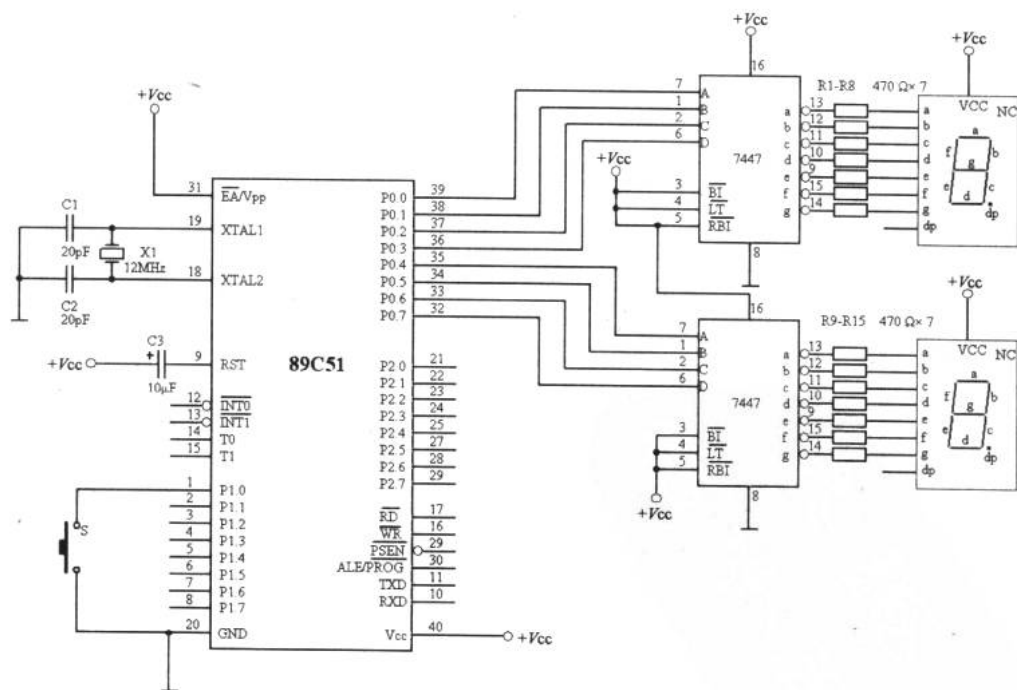 +Vcc
+Vcc
16
R1-R8 470 Ω× 7
7 A
1 B
2 C
6 D
7447
+Vcc
3 BI
4 LT
5 RBI
8
a 13
b 12
c 11
d 10
e 9
f 15
g 14
VCC NC
a
b
c
d
e
f
g
dp
a
f b
g
e c
d
dp
+Vcc
31 EA/VPP
C1
20pF
19 XTAL1
X1
12MHz
18 XTAL2
C2
20pF
+Vcc
C3
+
10μF
9 RST
12 INT0
13 INT1
14 T0
15 T1
S
1 P1.0
2 P1.1
3 P1.2
4 P1.3
5 P1.4
6 P1.5
7 P1.6
8 P1.7
20 GND
89C51
P0.0 39
P0.1 38
P0.2 37
P0.3 36
P0.4 35
P0.5 34
P0.6 33
P0.7 32
P2.0 21
P2.1 22
P2.2 23
P2.3 24
P2.4 25
P2.5 27
P2.6 28
P2.7 29
RD 17
WR 16
PSEN 29
ALE/PROG 30
TXD 11
RXD 10
Vcc 40
+Vcc
16
R9-R15 470 Ω× 7
+Vcc
7 A
1 B
2 C
6 D
7447
3 BI
4 LT
5 RBI
+Vcc
8
a 13
b 12
c 11
d 10
e 9
f 15
g 14
VCC NC
a
b
c
d
e
f
g
dp
a
f b
g
e c
d
dp